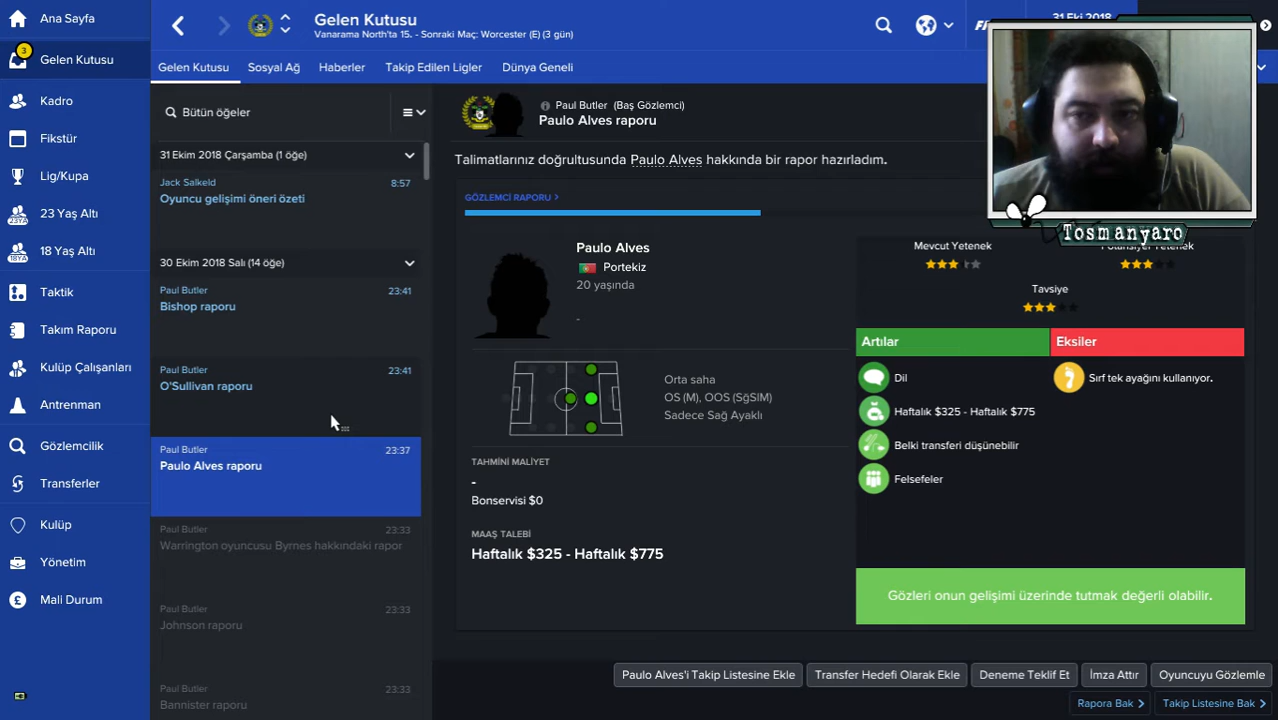 Ana Sayfa
3
Gelen Kutusu
Kadro
Fikstür
Lig/Kupa
23YA
23 Yaş Altı
18YA
18 Yaş Altı
Taktik
Takım Raporu
Kulüp Çalışanları
Antrenman
Gözlemcilik
Transferler
Kulüp
Yönetim
Mali Durum
Gelen Kutusu
Vanarama North'ta 15. - Sonraki Maç: Worcester (E) (3 gün)
31 Eki 2018
Gelen Kutusu
Sosyal Ağ
Haberler
Takip Edilen Ligler
Dünya Geneli
Bütün öğeler
31 Ekim 2018 Çarşamba (1 öğe)
Jack Salkeld 8:57
Oyuncu gelişimi öneri özeti
30 Ekim 2018 Salı (14 öğe)
Paul Butler 23:41
Bishop raporu
Paul Butler 23:41
O'Sullivan raporu
Paul Butler 23:37
Paulo Alves raporu
Paul Butler 23:33
Warrington oyuncusu Byrnes hakkındaki rapor
Paul Butler 23:33
Johnson raporu
Paul Butler 23:33
Bannister raporu
Paul Butler (Baş Gözlemci)
Paulo Alves raporu
Talimatlarınız doğrultusunda Paulo Alves hakkında bir rapor hazırladım.
GÖZLEMCİ RAPORU >
Paulo Alves
Portekiz
20 yaşında
-
Orta saha
OS (M), OOS (SğSlM)
Sadece Sağ Ayaklı
TAHMİNİ MALİYET
-
Bonservisi $0
MAAŞ TALEBİ
Haftalık $325 - Haftalık $775
Tosmanyaro
Mevcut Yetenek
Potansiyel Yetenek
Tavsiye
Artılar
Eksiler
Dil
Haftalık $325 - Haftalık $775
Belki transferi düşünebilir
Felsefeler
Sırf tek ayağını kullanıyor.
Gözleri onun gelişimi üzerinde tutmak değerli olabilir.
Paulo Alves'i Takip Listesine Ekle
Transfer Hedefi Olarak Ekle
Deneme Teklif Et
İmza Attır
Oyuncuyu Gözlemle
Rapora Bak >
Takip Listesine Bak >